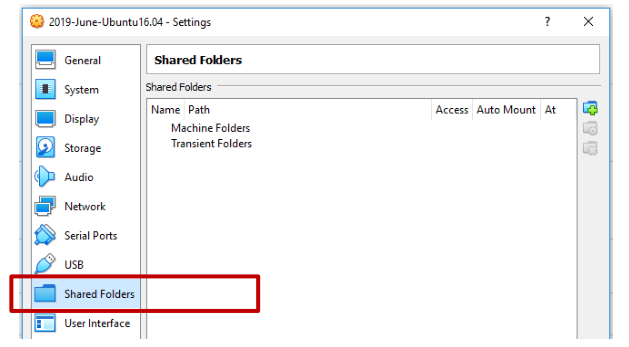 2019-June-Ubuntu16.04 - Settings ? ×
General
System
Display
Storage
Audio
Network
Serial Ports
USB
Shared Folders
User Interface
Shared Folders
Shared Folders
Name Path Access Auto Mount At
Machine Folders
Transient Folders